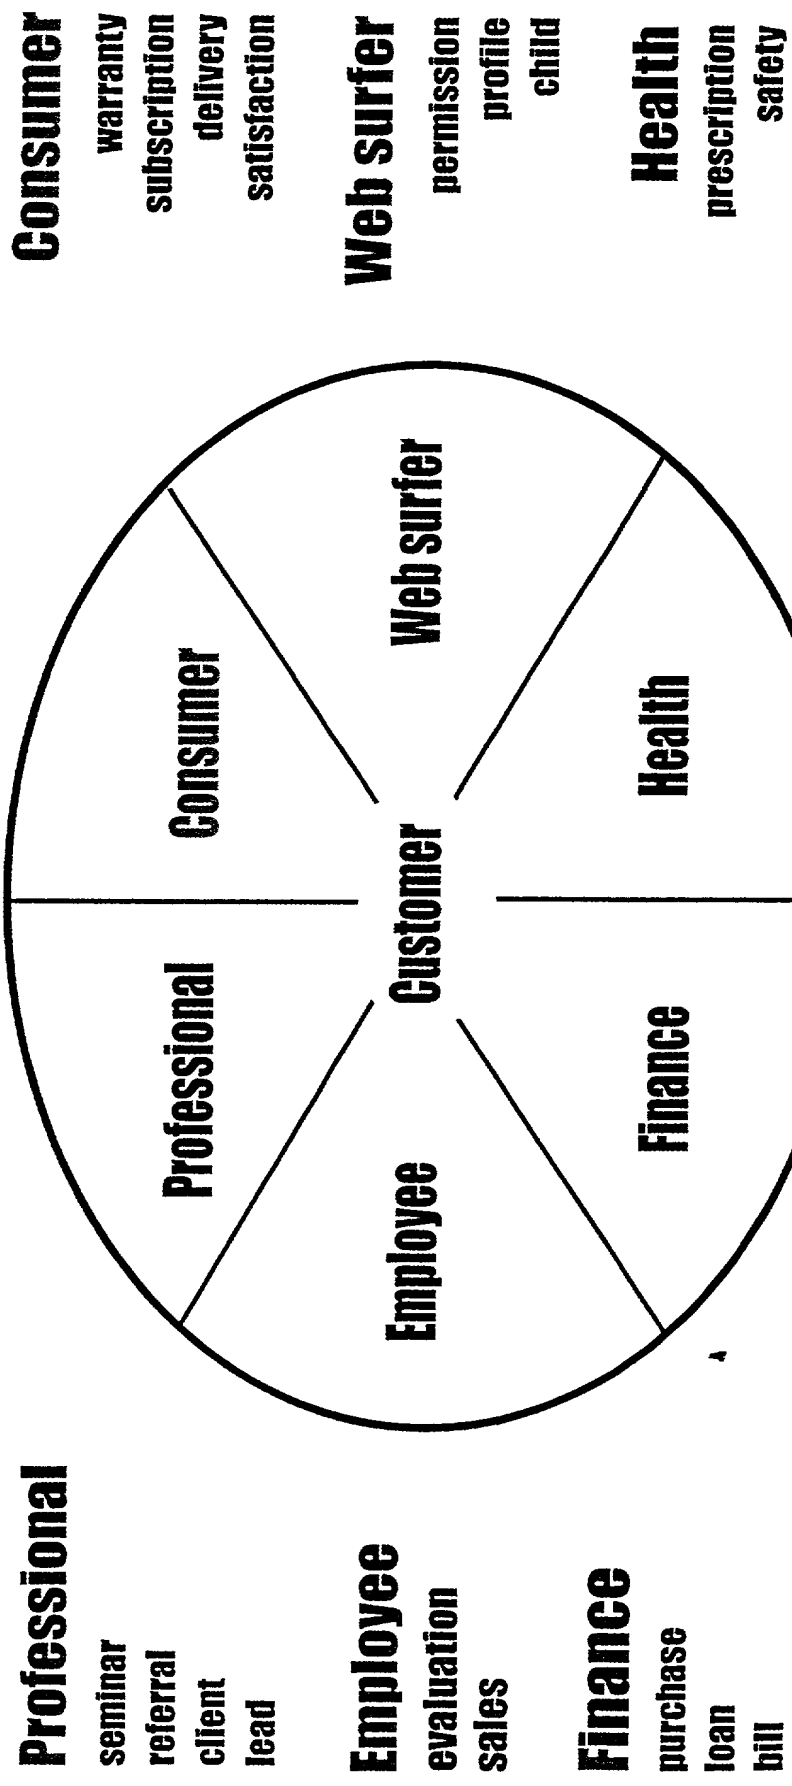 Professional
seminar
referral
client
lead
Employee
evaluation
sales
Finance
purchase
loan
bill
Professional
Consumer
Employee
Customer
Web surfer
Finance
Health
Consumer
warranty
subscription
delivery
satisfaction
Web surfer
permission
profile
child
Health
prescription
safety